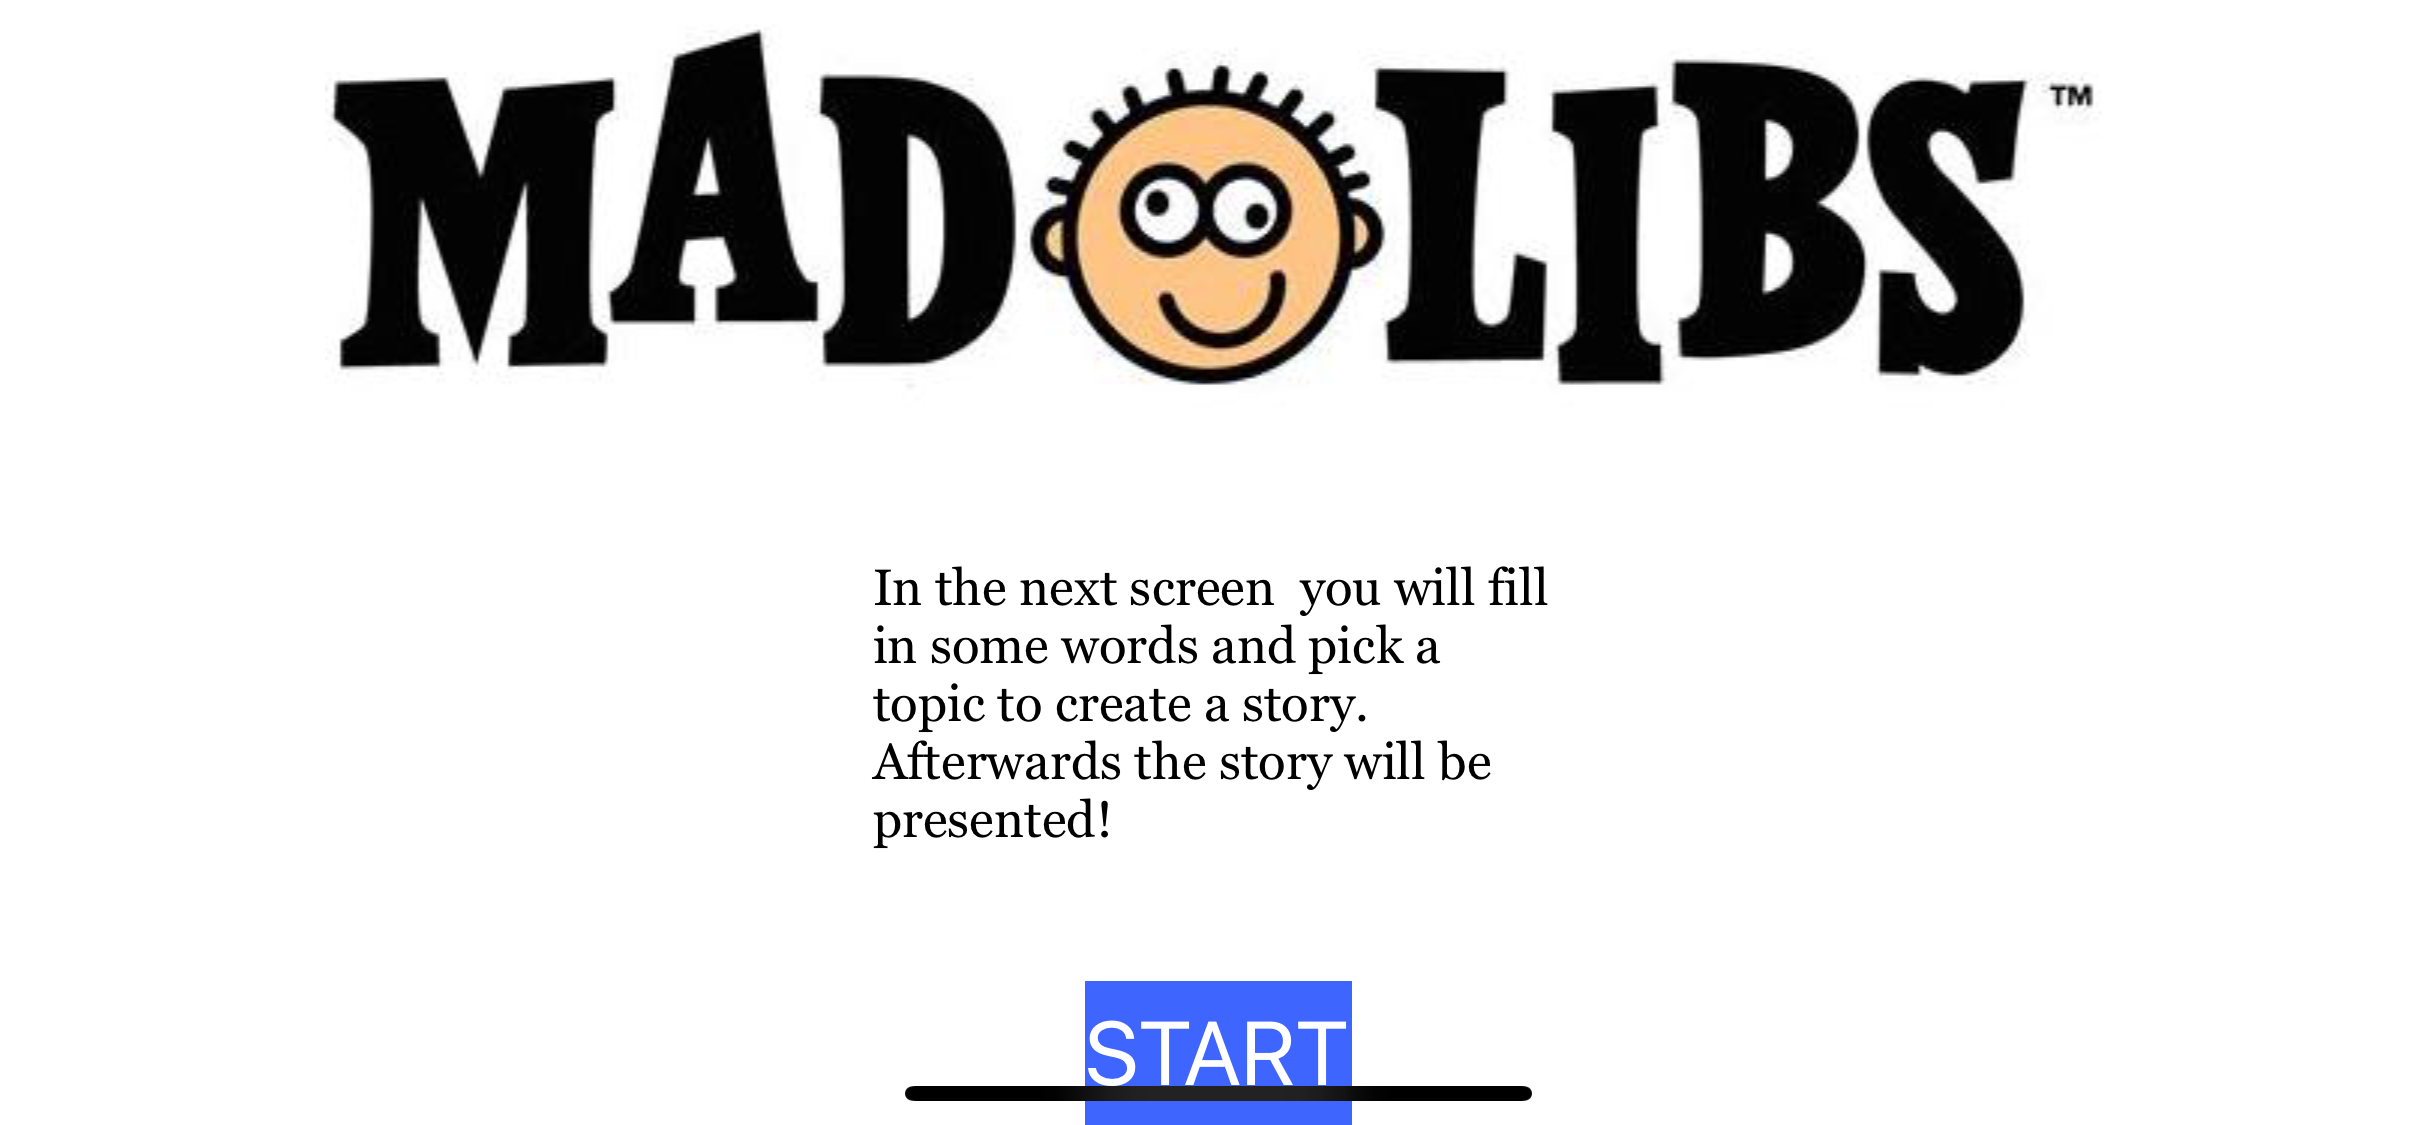 MAD LIBS™
In the next screen  you will fill
in some words and pick a
topic to create a story.
Afterwards the story will be
presented!
START